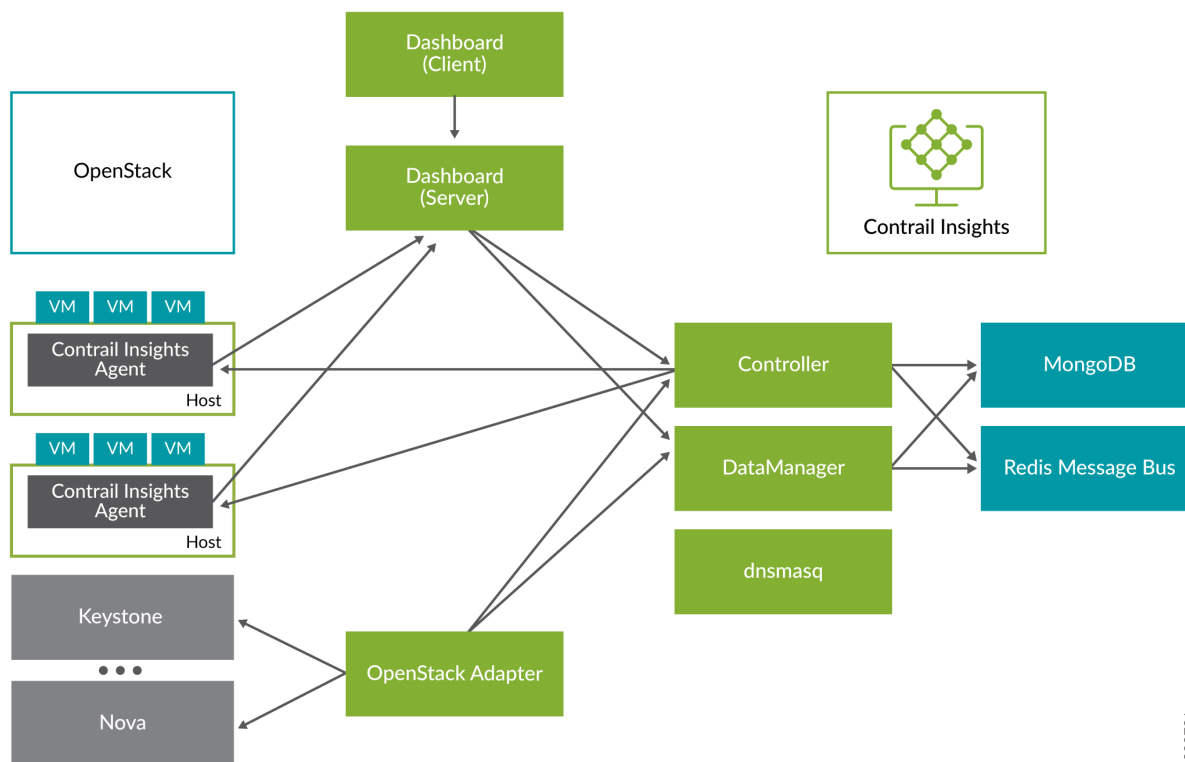 Dashboard
(Client)
OpenStack
Dashboard
(Server)
Contrail Insights
VM VM VM
Contrail Insights
Agent
Host
Controller
MongoDB
VM VM VM
Contrail Insights
Agent
Host
DataManager
Redis Message Bus
dnsmasq
Keystone
OpenStack Adapter
Nova